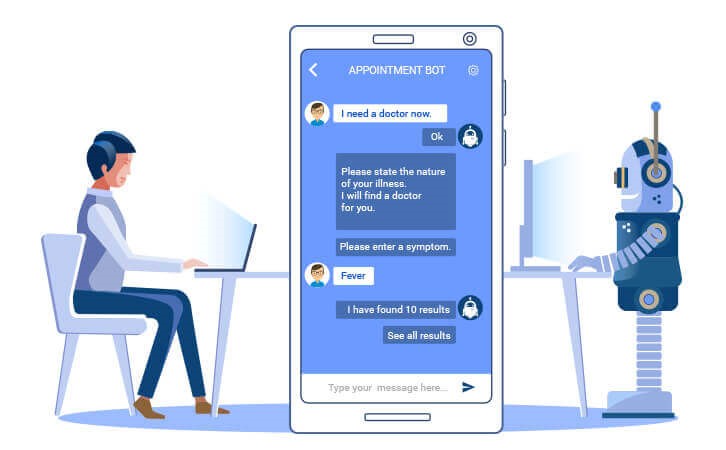 APPOINTMENT BOT
I need a doctor now.
Ok
Please state the nature
of your illness.
I will find a doctor
for you.
Please enter a symptom.
Fever
I have found 10 results
See all results
Type your message here...